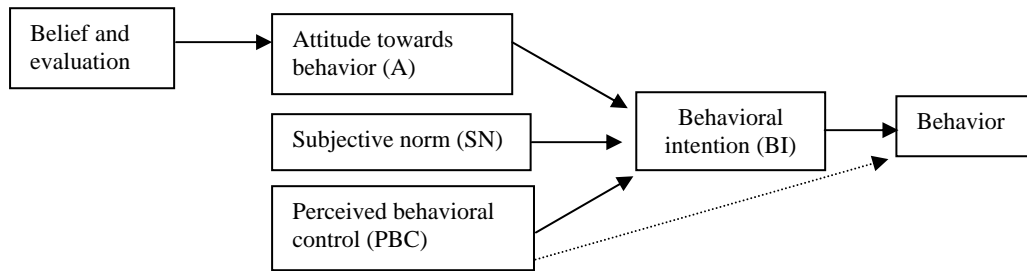 Belief and
evaluation
Attitude towards
behavior (A)
Subjective norm (SN)
Perceived behavioral
control (PBC)
Behavioral
intention (BI)
Behavior